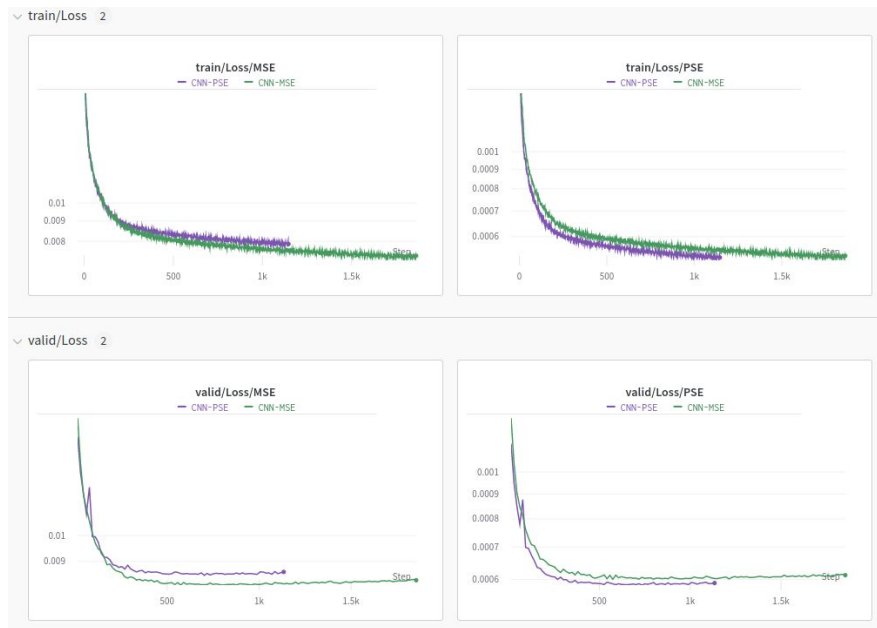 train/Loss 2
train/Loss/MSE
CNN-PSE CNN-MSE
0.01
0.009
0.008
Step
0 500 1k 1.5k
train/Loss/PSE
CNN-PSE CNN-MSE
0.001
0.0009
0.0008
0.0007
0.0006
Step
0 500 1k 1.5k
valid/Loss 2
valid/Loss/MSE
CNN-PSE CNN-MSE
0.01
0.009
Step
500 1k 1.5k
valid/Loss/PSE
CNN-PSE CNN-MSE
0.001
0.0009
0.0008
0.0007
0.0006
Step
500 1k 1.5k